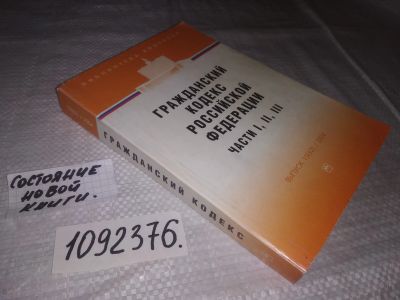 ГРАЖДАНСКИЙ
КОДЕКС
РОССИЙСКОЙ
ФЕДЕРАЦИИ
ЧАСТИ I, II, III
ГРАЖДАНСКИЙ КОДЕКС
СОСТОЯНИЕ
НОВОЙ
КНИГИ.
1092376.